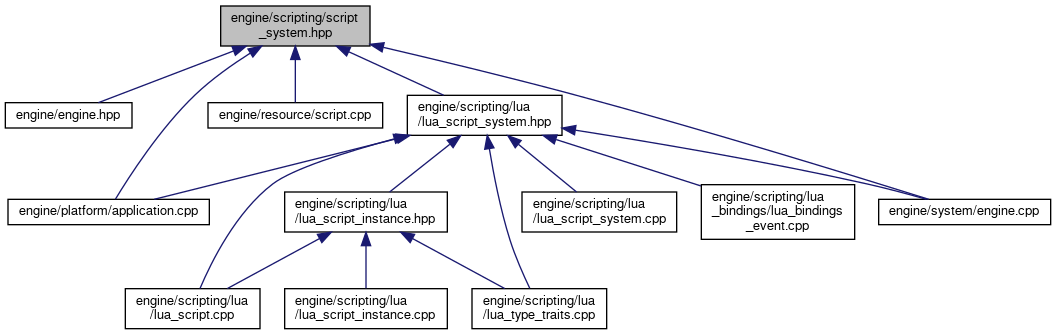 engine/scripting/script
_system.hpp
engine/engine.hpp
engine/resource/script.cpp
engine/scripting/lua
/lua_script_system.hpp
engine/platform/application.cpp
engine/scripting/lua
/lua_script_instance.hpp
engine/scripting/lua
/lua_script_system.cpp
engine/scripting/lua
_bindings/lua_bindings
_event.cpp
engine/system/engine.cpp
engine/scripting/lua
/lua_script.cpp
engine/scripting/lua
/lua_script_instance.cpp
engine/scripting/lua
/lua_type_traits.cpp